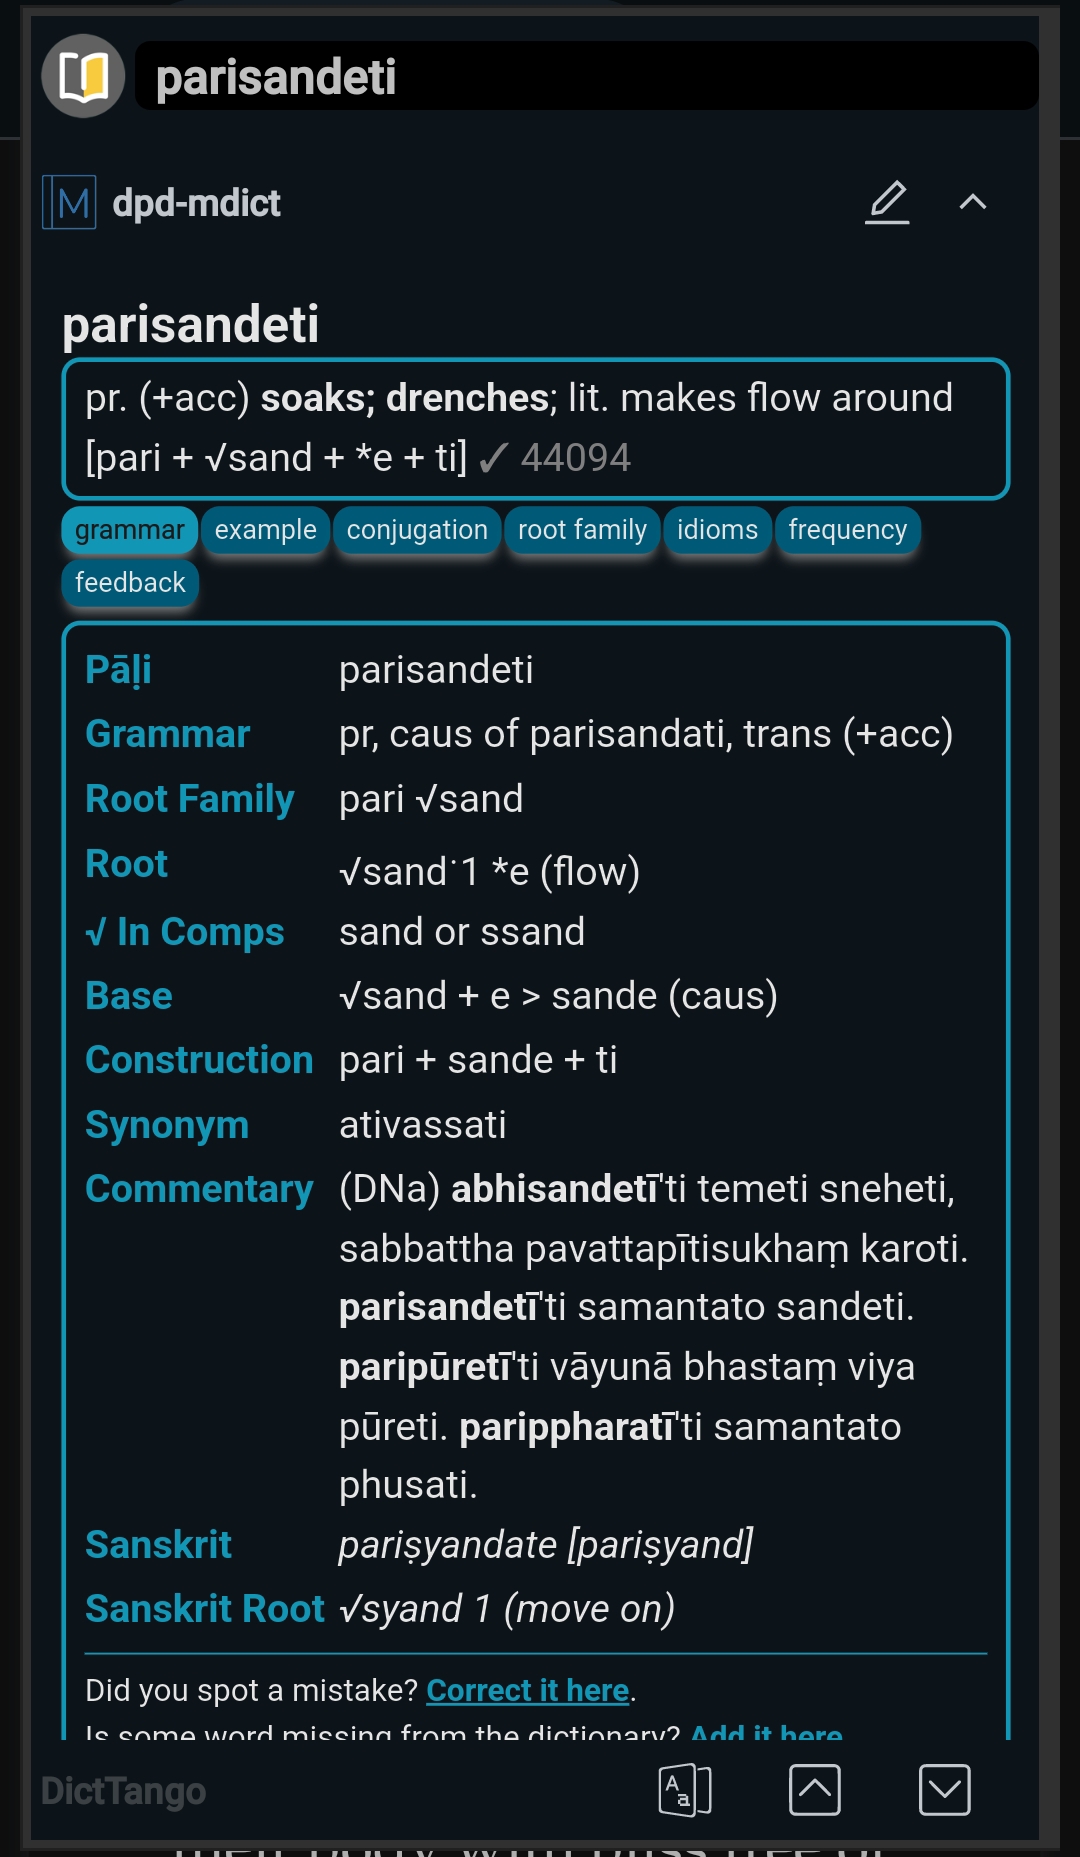 parisandeti
M dpd-mdict
parisandeti
pr. (+acc) soaks; drenches; lit. makes flow around
[pari + √sand + *e + ti] ✓ 44094
grammar example conjugation root family idioms frequency
feedback
Pāḷi parisandeti
Grammar pr, caus of parisandati, trans (+acc)
Root Family pari √sand
Root √sand˙1 *e (flow)
√ In Comps sand or ssand
Base √sand + e > sande (caus)
Construction pari + sande + ti
Synonym ativassati
Commentary (DNa) abhisandetī'ti temeti sneheti,
sabbattha pavattapītisukhaṃ karoti.
parisandetī'ti samantato sandeti.
paripūretī'ti vāyunā bhastaṃ viya
pūreti. parippharatī'ti samantato
phusati.
Sanskrit pariṣyandate [pariṣyand]
Sanskrit Root √syand 1 (move on)
Did you spot a mistake? Correct it here.
Is some word missing from the dictionary? Add it here
DictTango